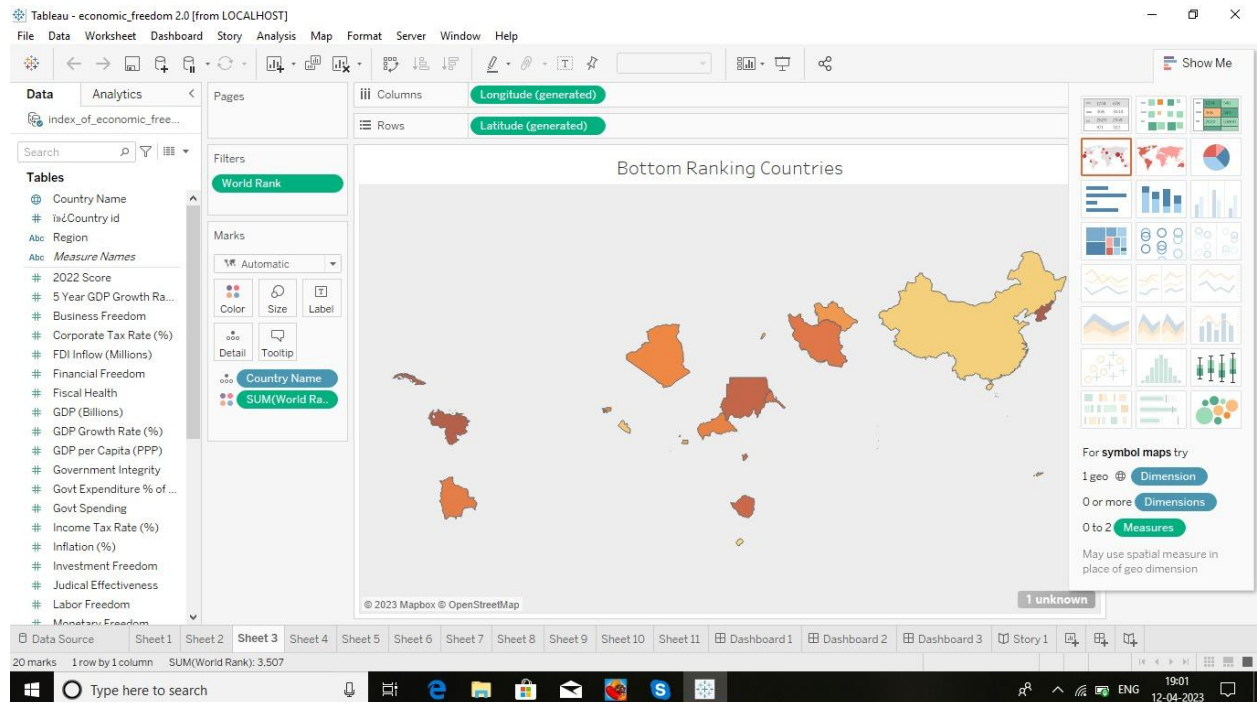 Tableau - economic_freedom 2.0 [from LOCALHOST]
File Data Worksheet Dashboard Story Analysis Map Format Server Window Help
Show Me
Data Analytics
Pages
Columns Longitude (generated)
index_of_economic_free...
Rows Latitude (generated)
Search
Filters
World Rank
Bottom Ranking Countries
Tables
Country Name
ï»¿Country id
Region
Measure Names
2022 Score
5 Year GDP Growth Ra...
Business Freedom
Corporate Tax Rate (%)
FDI Inflow (Millions)
Financial Freedom
Fiscal Health
GDP (Billions)
GDP Growth Rate (%)
GDP per Capita (PPP)
Government Integrity
Govt Expenditure % of ...
Govt Spending
Income Tax Rate (%)
Inflation (%)
Investment Freedom
Judical Effectiveness
Labor Freedom
Monetary Freedom
Marks
Automatic
Color Size Label
Detail Tooltip
Country Name
SUM(World Ra..
For symbol maps try
1 geo Dimension
0 or more Dimensions
0 to 2 Measures
May use spatial measure in
place of geo dimension
© 2023 Mapbox © OpenStreetMap
1 unknown
Data Source Sheet 1 Sheet 2 Sheet 3 Sheet 4 Sheet 5 Sheet 6 Sheet 7 Sheet 8 Sheet 9 Sheet 10 Sheet 11 Dashboard 1 Dashboard 2 Dashboard 3 Story 1
20 marks 1 row by 1 column SUM(World Rank): 3,507
Type here to search
ENG
19:01
12-04-2023